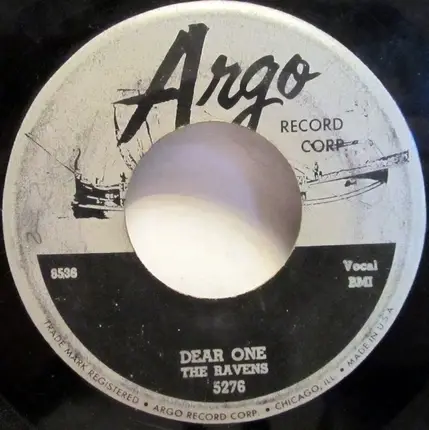 Argo
RECORD
CORP
8536
Vocal
BMI
DEAR ONE
THE RAVENS
5276
TRADE MARK REGISTERED • ARGO RECORD CORP. • CHICAGO, ILL. • MADE IN U.S.A.